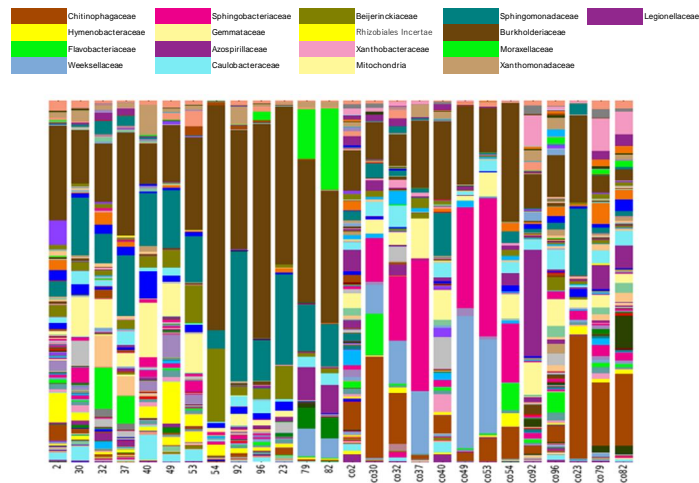 Chitinophagaceae Sphingobacteriaceae Beijerinckiaceae Sphingomonadaceae Legionellaceae
Hymenobacteraceae Gemmataceae Rhizobiales Incertae Burkholderiaceae
Flavobacteriaceae Azospirillaceae Xanthobacteraceae Moraxellaceae
Weeksellaceae Caulobacteraceae Mitochondria Xanthomonadaceae
2 30 32 37 40 49 53 54 92 96 23 79 82 co2 co30 co32 co37 co40 co49 co53 co54 co92 co96 co23 co79 co82